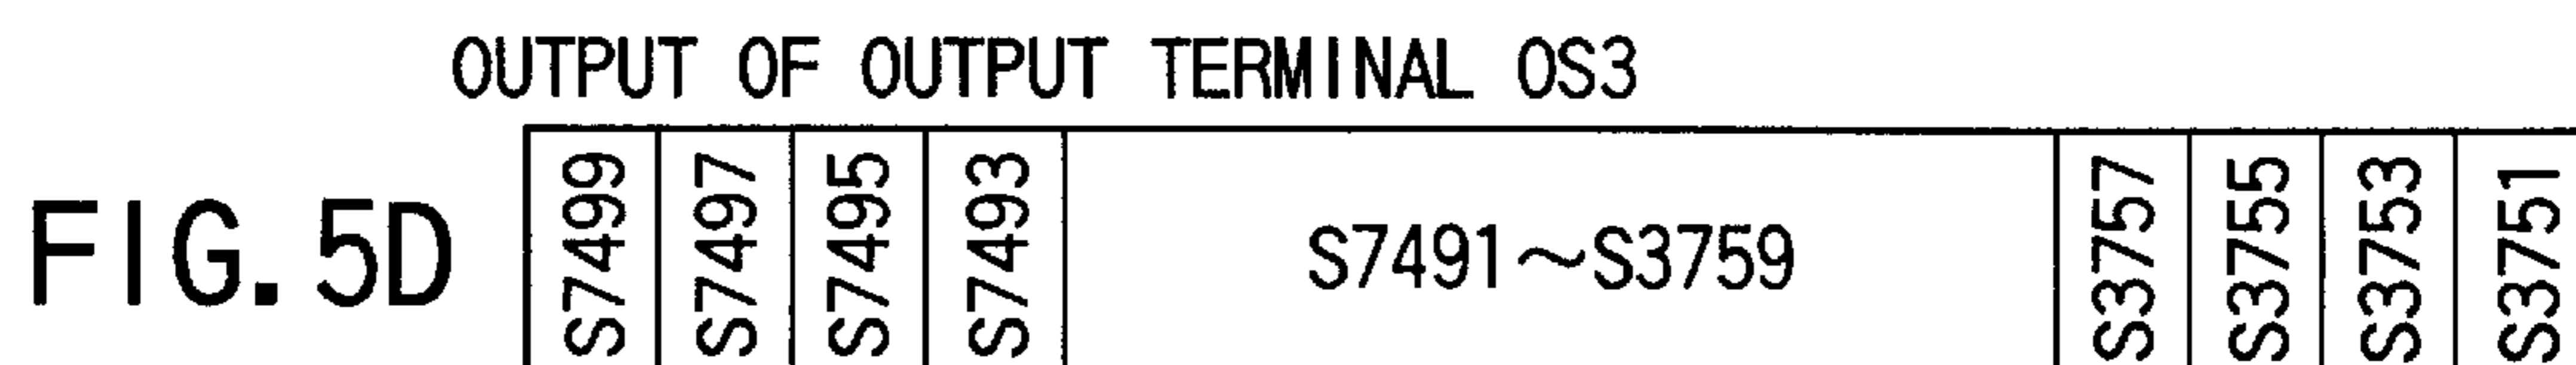 OUTPUT OF OUTPUT TERMINAL OS3
FIG. 5D
S7499
S7497
S7495
S7493
S7491~S3759
S3757
S3755
S3753
S3751